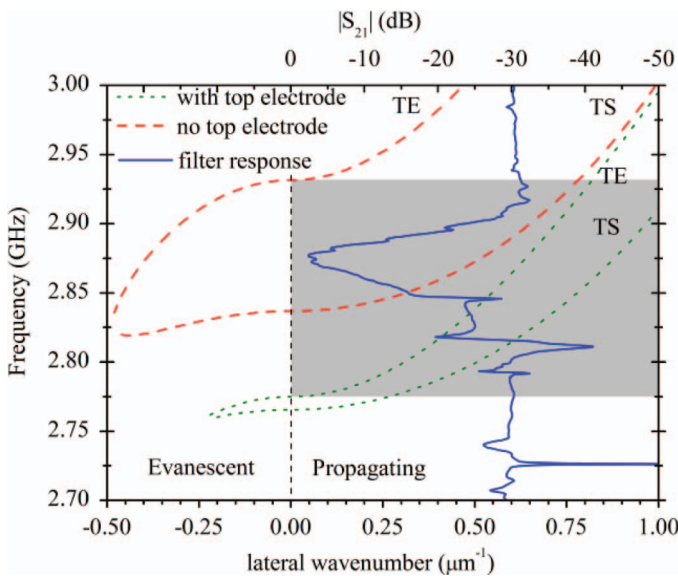 |S21| (dB)
0 -10 -20 -30 -40 -50
3.00
with top electrode
no top electrode
filter response
TE
TS
2.95
TE
2.90
TS
2.85
2.80
2.75
Evanescent
Propagating
2.70
Frequency (GHz)
-0.50 -0.25 0.00 0.25 0.50 0.75 1.00
lateral wavenumber (μm⁻¹)